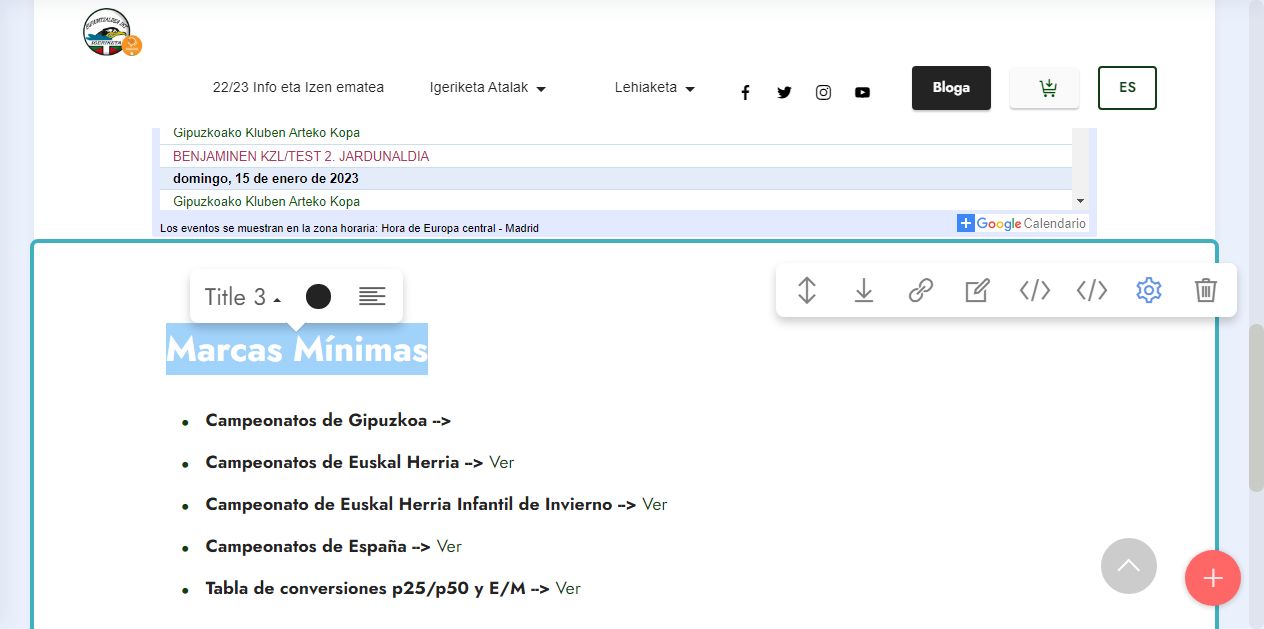 IGERIKETA
22/23 Info eta Izen ematea
Igeriketa Atalak
Lehiaketa
Bloga
ES
Gipuzkoako Kluben Arteko Kopa
BENJAMINEN KZL/TEST 2. JARDUNALDIA
domingo, 15 de enero de 2023
Gipuzkoako Kluben Arteko Kopa
Los eventos se muestran en la zona horaria: Hora de Europa central - Madrid
Google Calendario
Title 3
Marcas Mínimas
Campeonatos de Gipuzkoa -->
Campeonatos de Euskal Herria --> Ver
Campeonato de Euskal Herria Infantil de Invierno --> Ver
Campeonatos de España --> Ver
Tabla de conversiones p25/p50 y E/M --> Ver